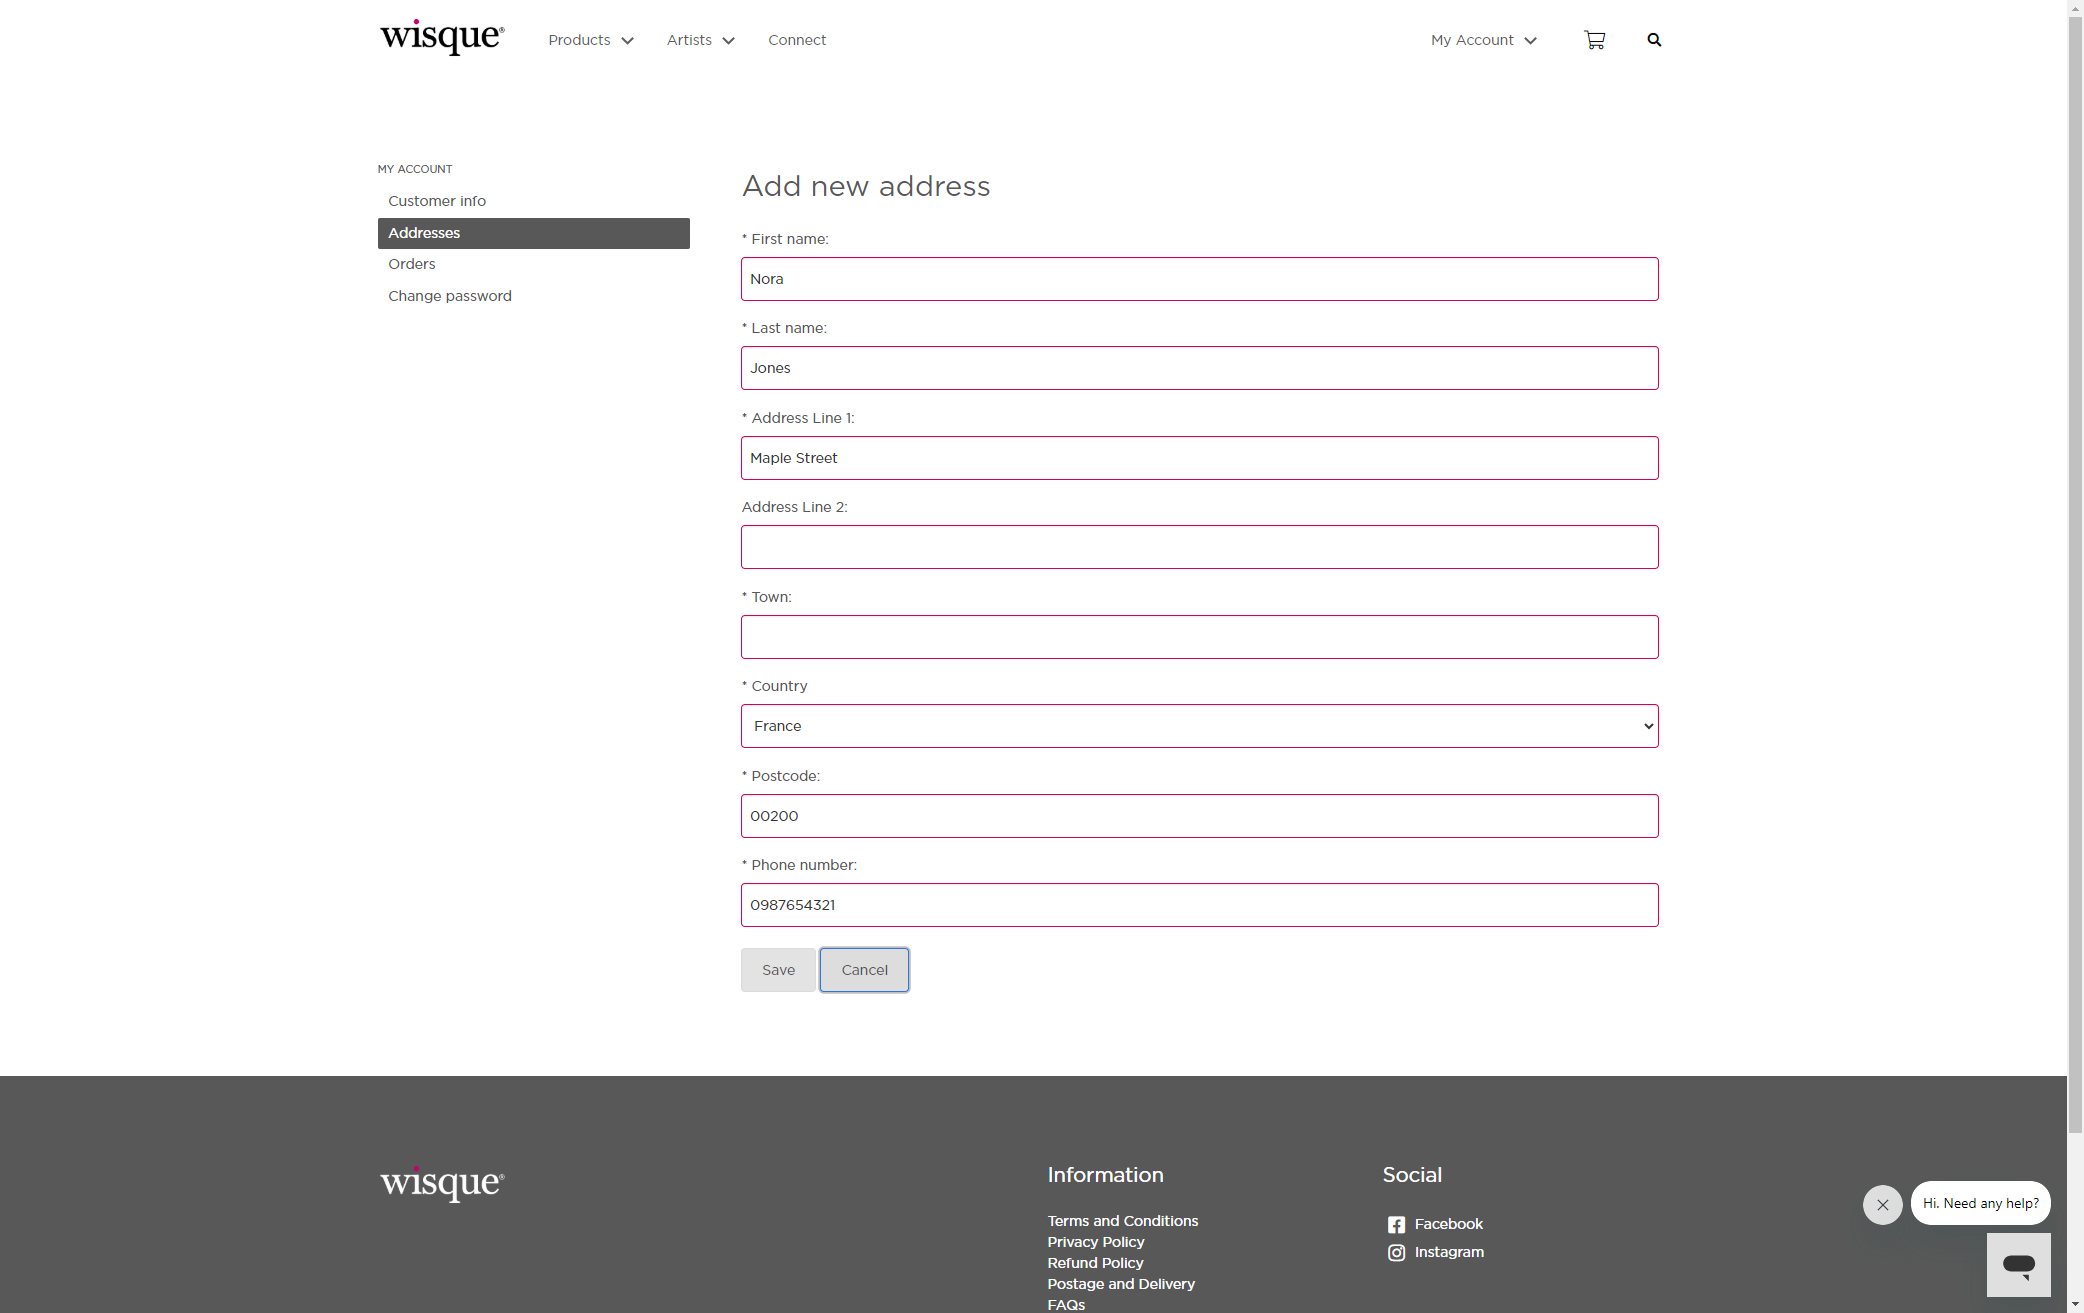 wisque®
Products
Artists
Connect
My Account
MY ACCOUNT
Customer info
Addresses
Orders
Change password
Add new address
* First name:
Nora
* Last name:
Jones
* Address Line 1:
Maple Street
Address Line 2:
* Town:
* Country
France
* Postcode:
00200
* Phone number:
0987654321
Save
Cancel
wisque®
Information
Terms and Conditions
Privacy Policy
Refund Policy
Postage and Delivery
FAQs
Social
Facebook
Instagram
Hi. Need any help?